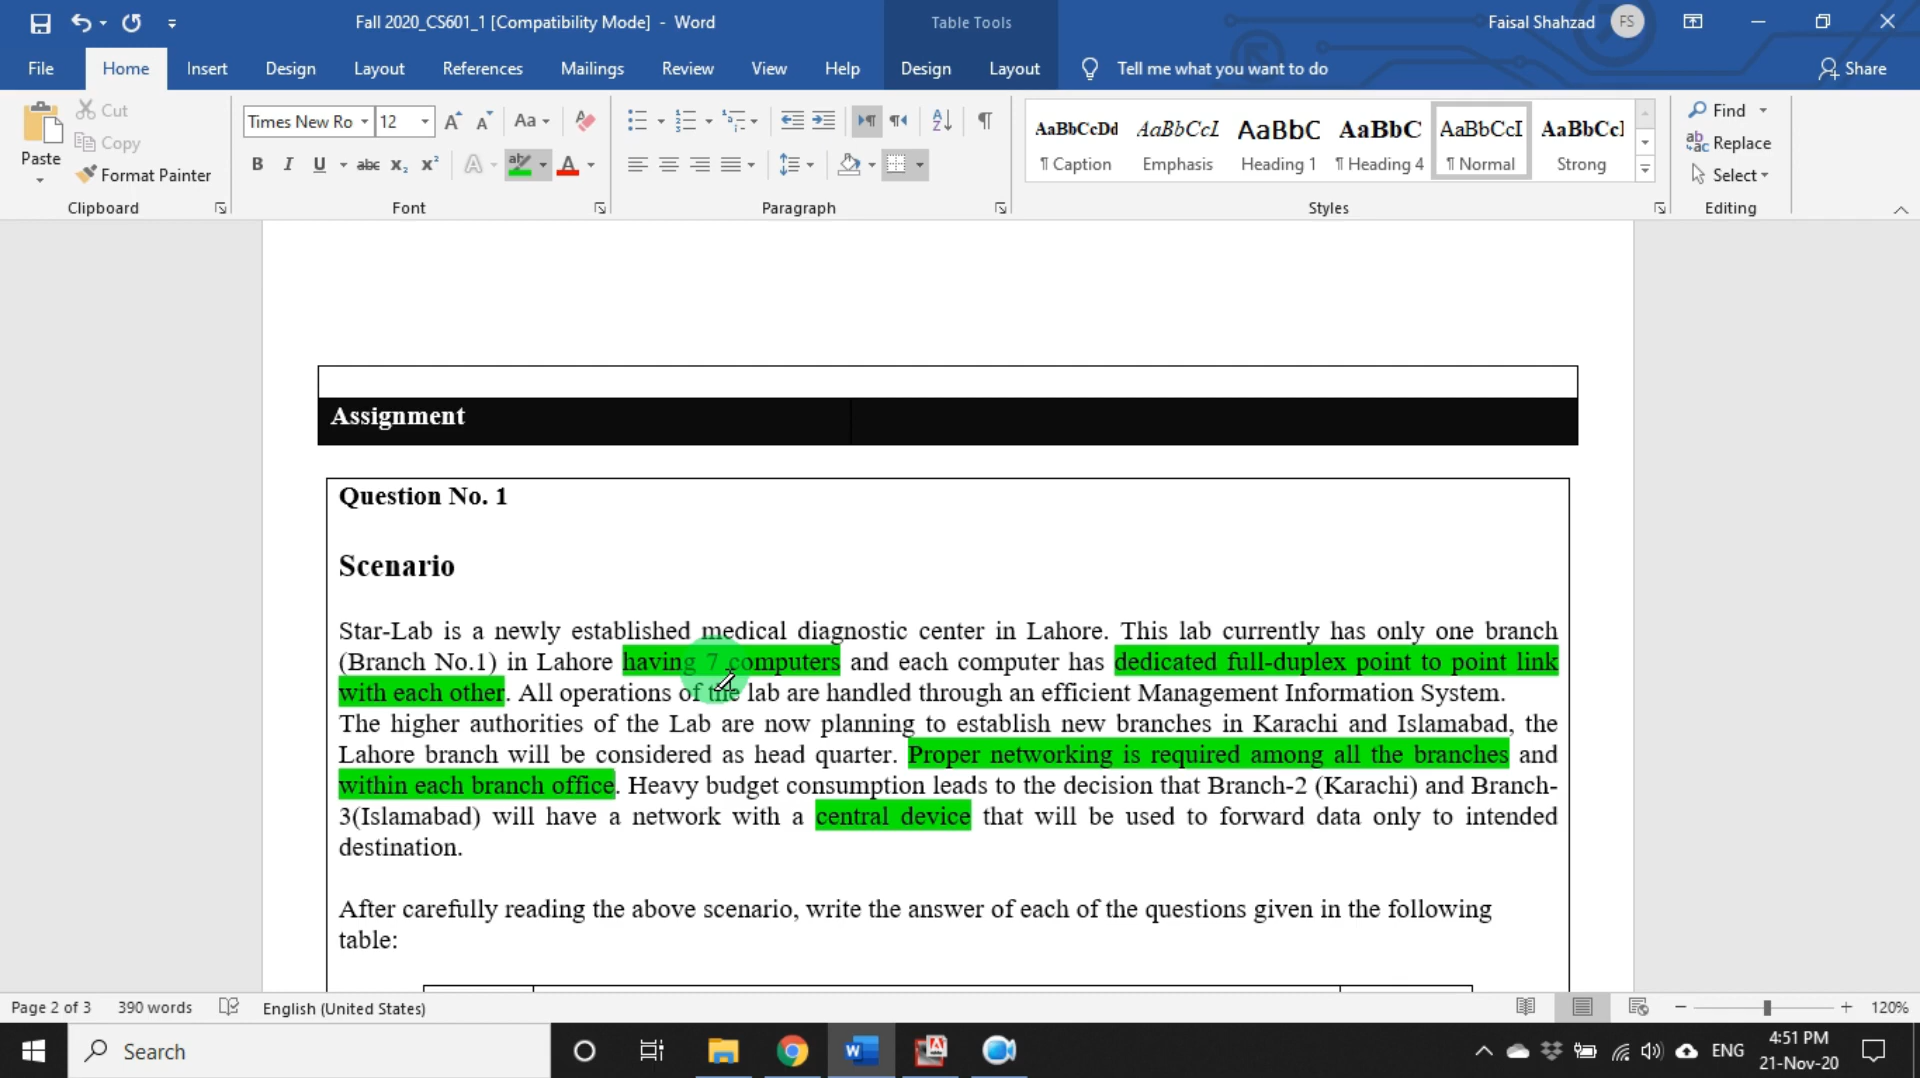 Fall 2020_CS601_1 [Compatibility Mode] - Word
Table Tools
Faisal Shahzad
FS
File
Home
Insert
Design
Layout
References
Mailings
Review
View
Help
Design
Layout
Tell me what you want to do
Share
Paste
Cut
Copy
Format Painter
Clipboard
Times New Ro
12
Aa
B I U abc x₂ x²
Font
Paragraph
AaBbCcDd
¶ Caption
AaBbCcI
Emphasis
AaBbC
Heading 1
AaBbC
¶ Heading 4
AaBbCcI
¶ Normal
AaBbCcl
Strong
Styles
Find
Replace
Select
Editing
Assignment
Question No. 1
Scenario
Star-Lab is a newly established medical diagnostic center in Lahore. This lab currently has only one branch
(Branch No.1) in Lahore having 7 computers and each computer has dedicated full-duplex point to point link
with each other. All operations of the lab are handled through an efficient Management Information System.
The higher authorities of the Lab are now planning to establish new branches in Karachi and Islamabad, the
Lahore branch will be considered as head quarter. Proper networking is required among all the branches and
within each branch office. Heavy budget consumption leads to the decision that Branch-2 (Karachi) and Branch-
3(Islamabad) will have a network with a central device that will be used to forward data only to intended
destination.
After carefully reading the above scenario, write the answer of each of the questions given in the following
table:
Page 2 of 3
390 words
English (United States)
120%
Search
ENG
4:51 PM
21-Nov-20